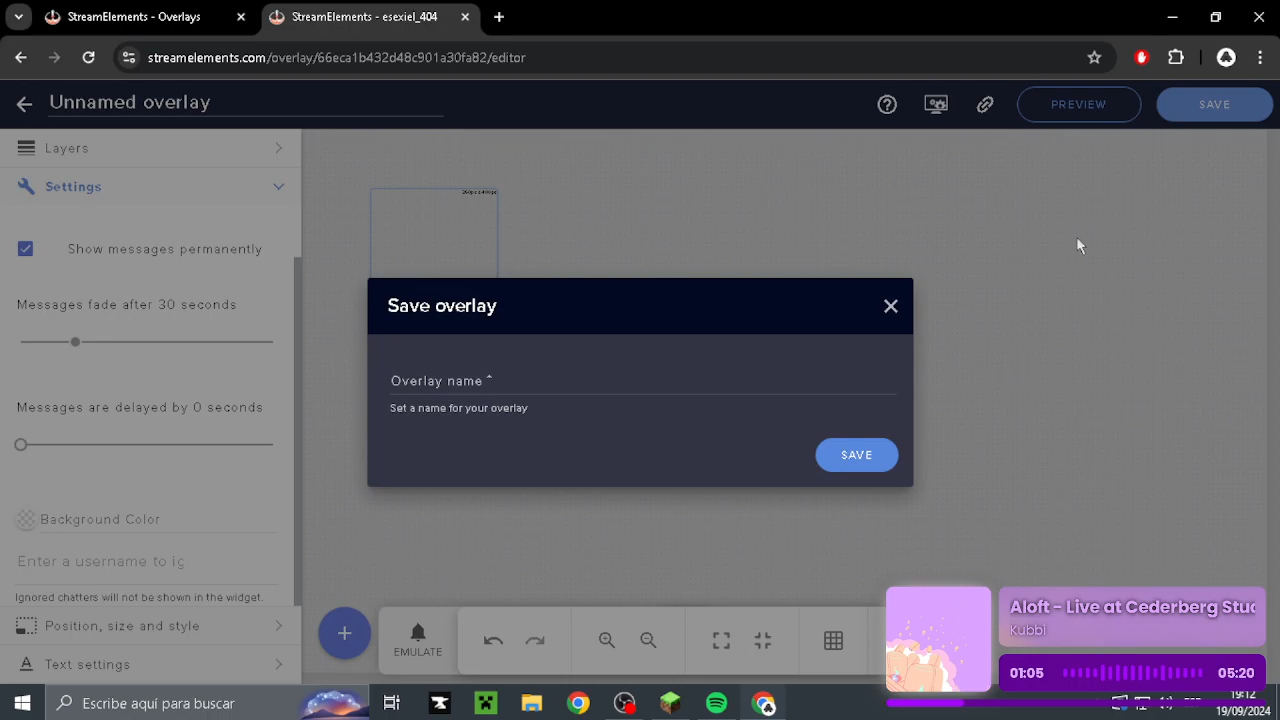 StreamElements - Overlays
StreamElements - esexiel_404
streamelements.com/overlay/66eca1b432d48c901a30fa82/editor
Unnamed overlay
PREVIEW
SAVE
Layers
Settings
Show messages permanently
Messages fade after 30 seconds
Messages are delayed by 0 seconds
Background Color
Enter a username to ig
Ignored chatters will not be shown in the widget.
Position, size and style
Text settings
Save overlay
Overlay name *
Set a name for your overlay
SAVE
EMULATE
Aloft - Live at Cederberg Stud
Kubbi
01:05
05:20
Escribe aquí para buscar
19:12
19/09/2024